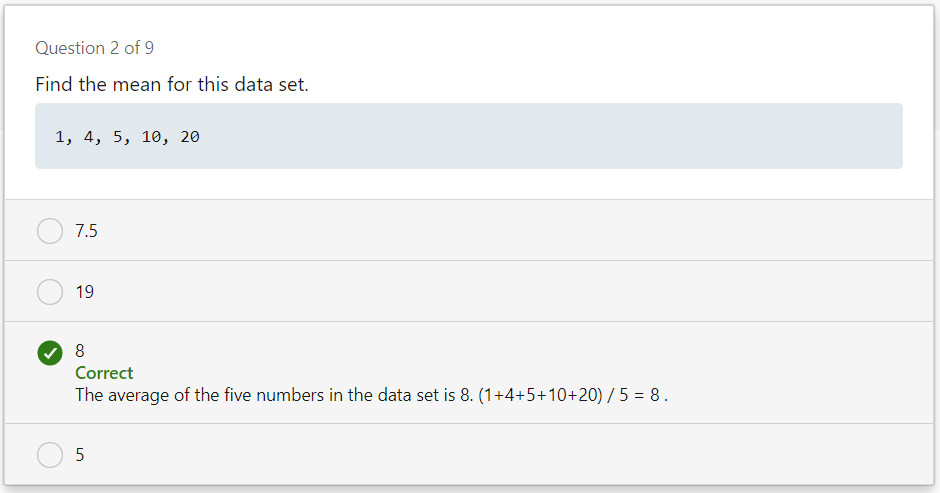 Question 2 of 9
Find the mean for this data set.
1, 4, 5, 10, 20
7.5
19
8
Correct
The average of the five numbers in the data set is 8. (1+4+5+10+20) / 5 = 8 .
5